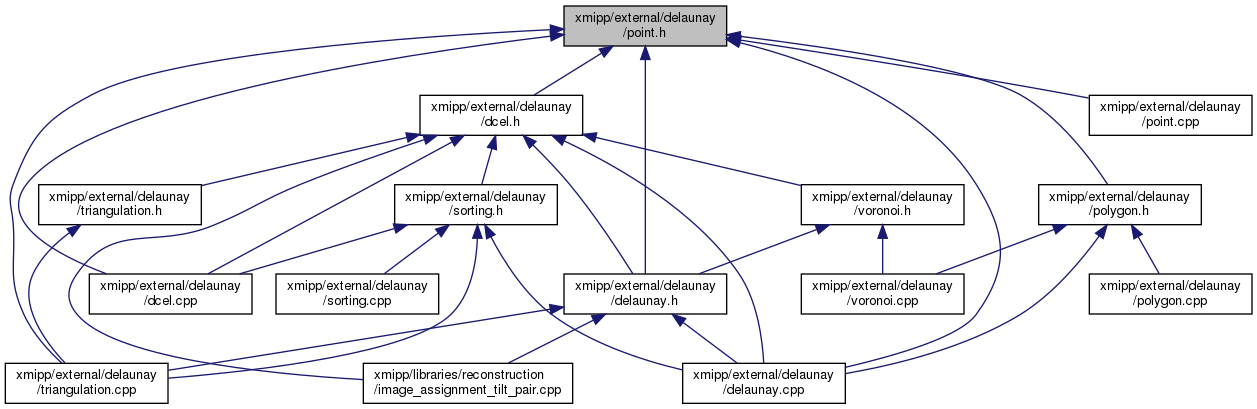 xmipp/external/delaunay
/point.h
xmipp/external/delaunay
/dcel.h
xmipp/external/delaunay
/point.cpp
xmipp/external/delaunay
/triangulation.h
xmipp/external/delaunay
/sorting.h
xmipp/external/delaunay
/voronoi.h
xmipp/external/delaunay
/polygon.h
xmipp/external/delaunay
/dcel.cpp
xmipp/external/delaunay
/sorting.cpp
xmipp/external/delaunay
/delaunay.h
xmipp/external/delaunay
/voronoi.cpp
xmipp/external/delaunay
/polygon.cpp
xmipp/external/delaunay
/triangulation.cpp
xmipp/libraries/reconstruction
/image_assignment_tilt_pair.cpp
xmipp/external/delaunay
/delaunay.cpp